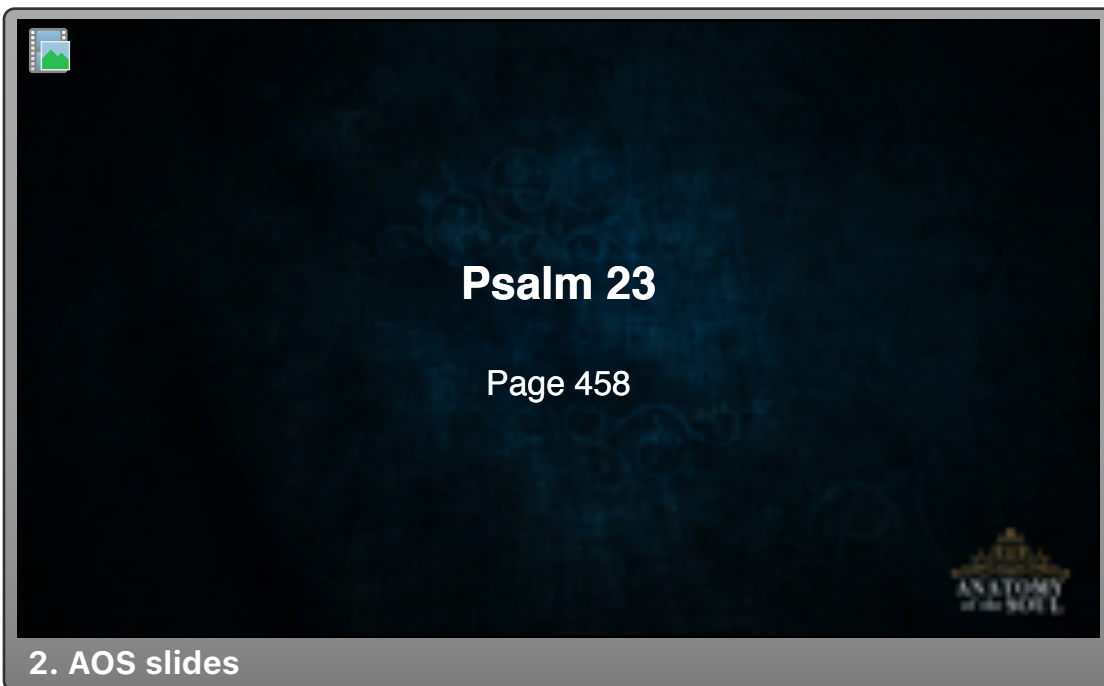 Psalm 23
Page 458
ANATOMY
of the SOUL
2. AOS slides